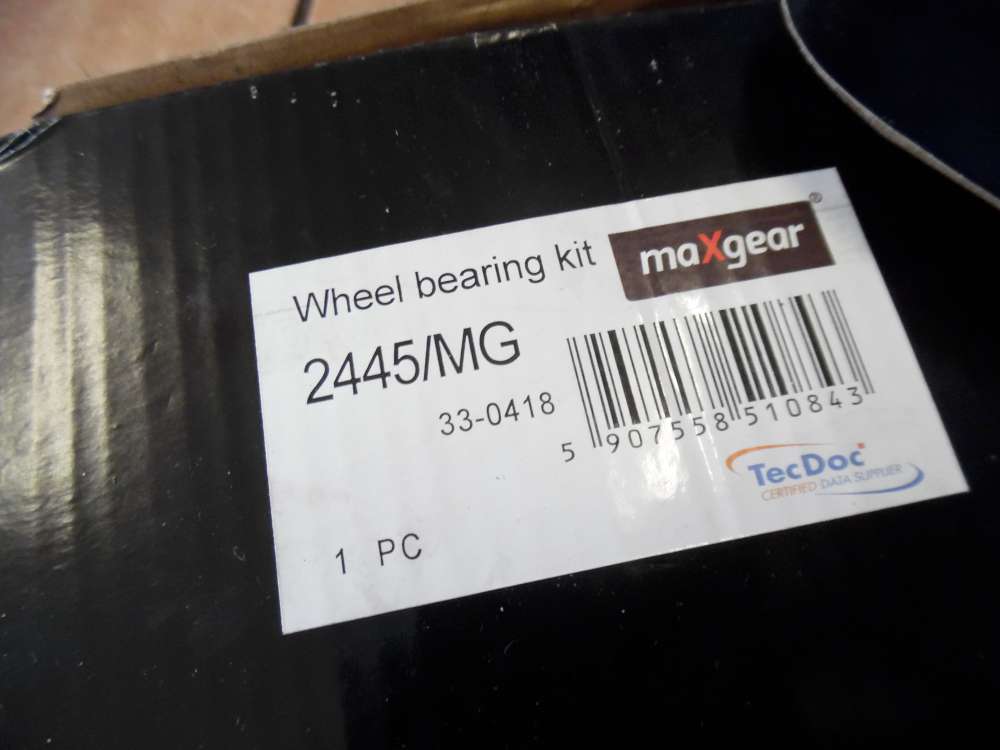 Wheel bearing kit
maXgear®
2445/MG
33-0418
5 907558 510843
TecDoc
CERTIFIED DATA SUPPLIER
1 PC